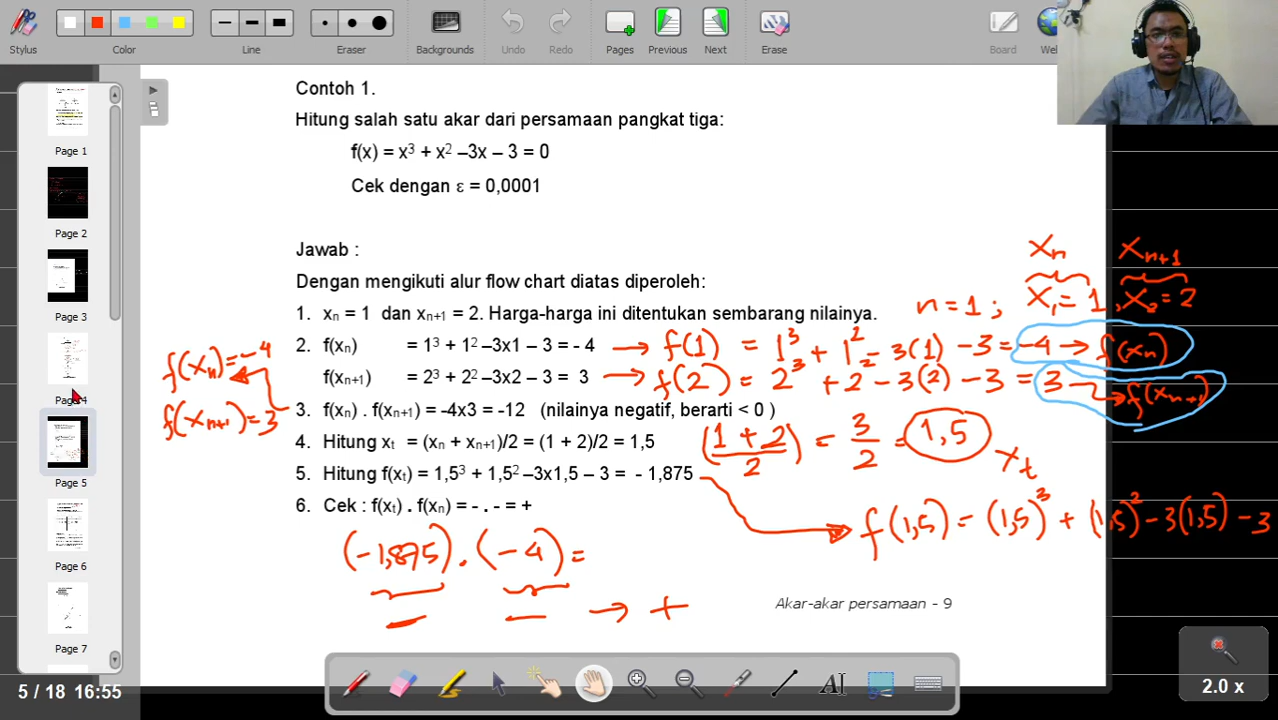 Stylus
Color
Line
Eraser
Backgrounds
Undo
Redo
Pages
Previous
Next
Erase
Board
Page 1
Page 2
Page 3
Page 4
Page 5
Page 6
Page 7
Contoh 1.
Hitung salah satu akar dari persamaan pangkat tiga:
f(x) = x³ + x² –3x – 3 = 0
Cek dengan ε = 0,0001
Jawab :
Dengan mengikuti alur flow chart diatas diperoleh:
1. xₙ = 1 dan xₙ₊₁ = 2. Harga-harga ini ditentukan sembarang nilainya.
n = 1 ; Xₙ X₁ = 1 , Xₙ₊₁ X₂ = 2
2. f(xₙ) = 1³ + 1² –3x1 – 3 = - 4 → f(1) = 1³ + 1² – 3(1) – 3 = –4 → f(xₙ)
f(xₙ₊₁) = 2³ + 2² –3x2 – 3 = 3 → f(2) = 2³ + 2 – 3(2) – 3 = 3 → f(xₙ₊₁)
f(xₙ) = –4
f(xₙ₊₁) = 3
3. f(xₙ) . f(xₙ₊₁) = -4x3 = -12 (nilainya negatif, berarti < 0 )
4. Hitung xₜ = (xₙ + xₙ₊₁)/2 = (1 + 2)/2 = 1,5
(1 + 2)/2 = 3/2 = 1,5 xₜ
5. Hitung f(xₜ) = 1,5³ + 1,5² –3x1,5 – 3 = - 1,875
f(1,5) = (1,5)³ + (1,5)² – 3(1,5) – 3
6. Cek : f(xₜ) . f(xₙ) = - . - = +
(–1,875) . (–4) =
– – → +
Akar-akar persamaan - 9
5 / 18 16:55
2.0 x